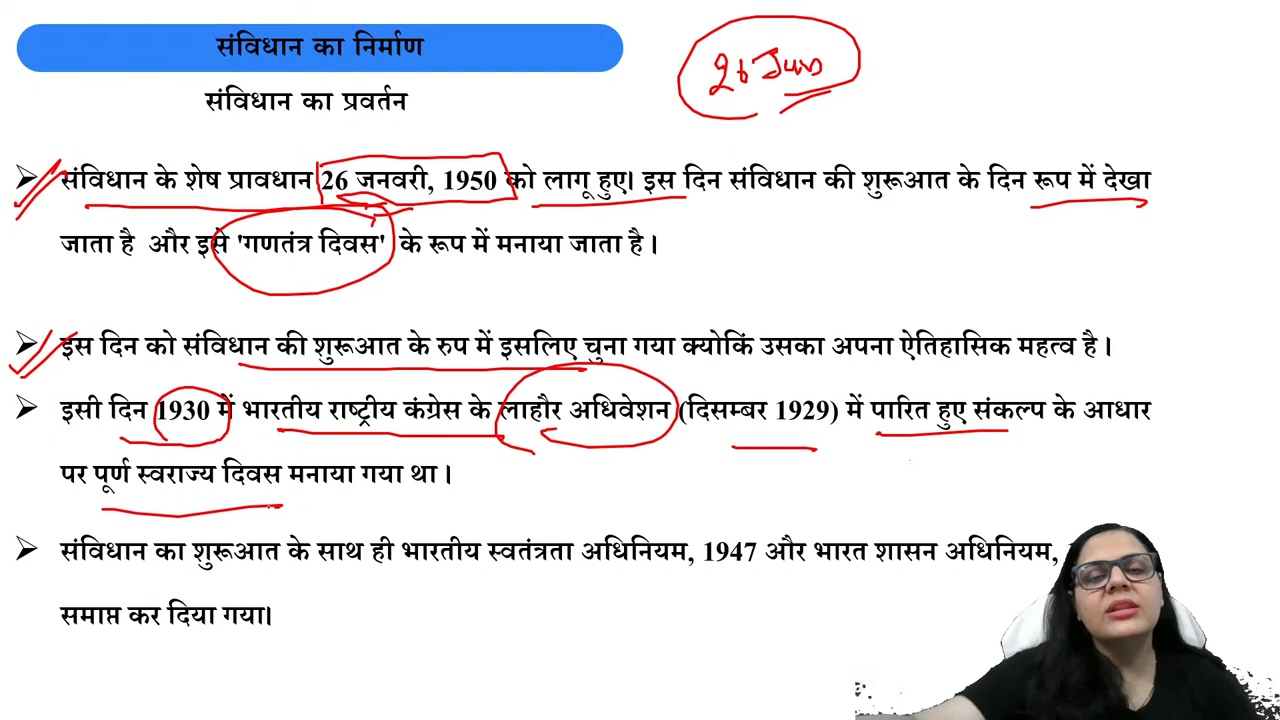 संविधान का निर्माण
26 Jan
संविधान का प्रवर्तन
संविधान के शेष प्रावधान 26 जनवरी, 1950 को लागू हुए। इस दिन संविधान की शुरूआत के दिन रूप में देखा
जाता है और इसे 'गणतंत्र दिवस' के रूप में मनाया जाता है।
इस दिन को संविधान की शुरूआत के रुप में इसलिए चुना गया क्योकिं उसका अपना ऐतिहासिक महत्व है।
इसी दिन 1930 में भारतीय राष्ट्रीय कंग्रेस के लाहौर अधिवेशन (दिसम्बर 1929) में पारित हुए संकल्प के आधार
पर पूर्ण स्वराज्य दिवस मनाया गया था।
संविधान का शुरूआत के साथ ही भारतीय स्वतंत्रता अधिनियम, 1947 और भारत शासन अधिनियम,
समाप्त कर दिया गया।